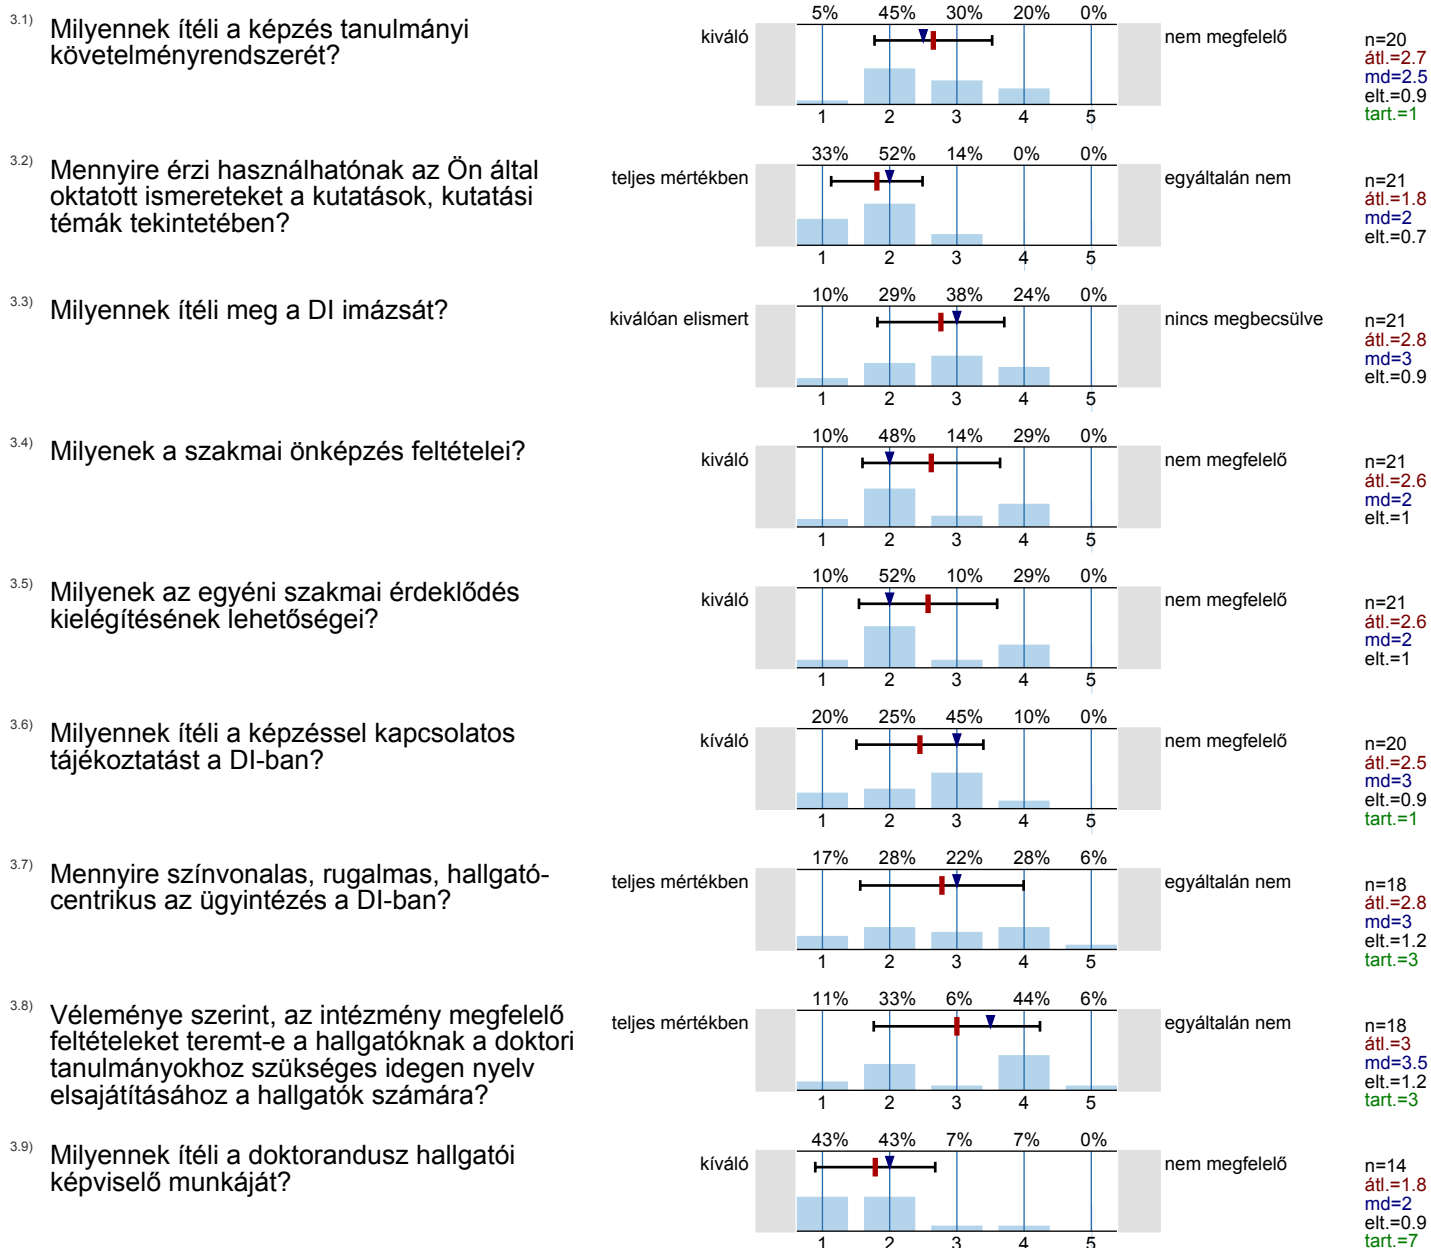 3.1) Milyennek ítéli a képzés tanulmányi
követelményrendszerét?
5% 45% 30% 20% 0%
kiváló
nem megfelelő
1 2 3 4 5
n=20
átl.=2.7
md=2.5
elt.=0.9
tart.=1
3.2) Mennyire érzi használhatónak az Ön által
oktatott ismereteket a kutatások, kutatási
témák tekintetében?
33% 52% 14% 0% 0%
teljes mértékben
egyáltalán nem
1 2 3 4 5
n=21
átl.=1.8
md=2
elt.=0.7
3.3) Milyennek ítéli meg a DI imázsát?
10% 29% 38% 24% 0%
kiválóan elismert
nincs megbecsülve
1 2 3 4 5
n=21
átl.=2.8
md=3
elt.=0.9
3.4) Milyenek a szakmai önképzés feltételei?
10% 48% 14% 29% 0%
kiváló
nem megfelelő
1 2 3 4 5
n=21
átl.=2.6
md=2
elt.=1
3.5) Milyenek az egyéni szakmai érdeklődés
kielégítésének lehetőségei?
10% 52% 10% 29% 0%
kiváló
nem megfelelő
1 2 3 4 5
n=21
átl.=2.6
md=2
elt.=1
3.6) Milyennek ítéli a képzéssel kapcsolatos
tájékoztatást a DI-ban?
20% 25% 45% 10% 0%
kíváló
nem megfelelő
1 2 3 4 5
n=20
átl.=2.5
md=3
elt.=0.9
tart.=1
3.7) Mennyire színvonalas, rugalmas, hallgató-
centrikus az ügyintézés a DI-ban?
17% 28% 22% 28% 6%
teljes mértékben
egyáltalán nem
1 2 3 4 5
n=18
átl.=2.8
md=3
elt.=1.2
tart.=3
3.8) Véleménye szerint, az intézmény megfelelő
feltételeket teremt-e a hallgatóknak a doktori
tanulmányokhoz szükséges idegen nyelv
elsajátításához a hallgatók számára?
11% 33% 6% 44% 6%
teljes mértékben
egyáltalán nem
1 2 3 4 5
n=18
átl.=3
md=3.5
elt.=1.2
tart.=3
3.9) Milyennek ítéli a doktorandusz hallgatói
képviselő munkáját?
43% 43% 7% 7% 0%
kíváló
nem megfelelő
1 2 3 4 5
n=14
átl.=1.8
md=2
elt.=0.9
tart.=7